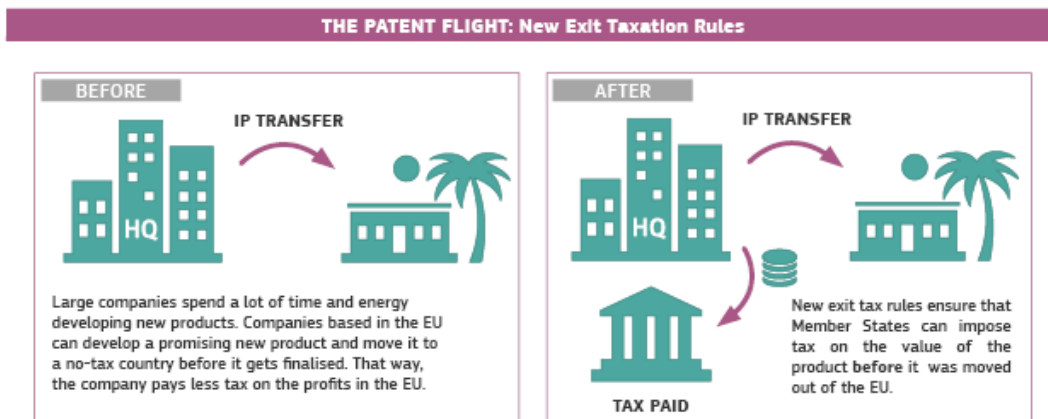 THE PATENT FLIGHT: New Exit Taxation Rules
BEFORE
IP TRANSFER
HQ
Large companies spend a lot of time and energy
developing new products. Companies based in the EU
can develop a promising new product and move it to
a no-tax country before it gets finalised. That way,
the company pays less tax on the profits in the EU.
AFTER
IP TRANSFER
HQ
TAX PAID
New exit tax rules ensure that
Member States can impose
tax on the value of the
product before it was moved
out of the EU.